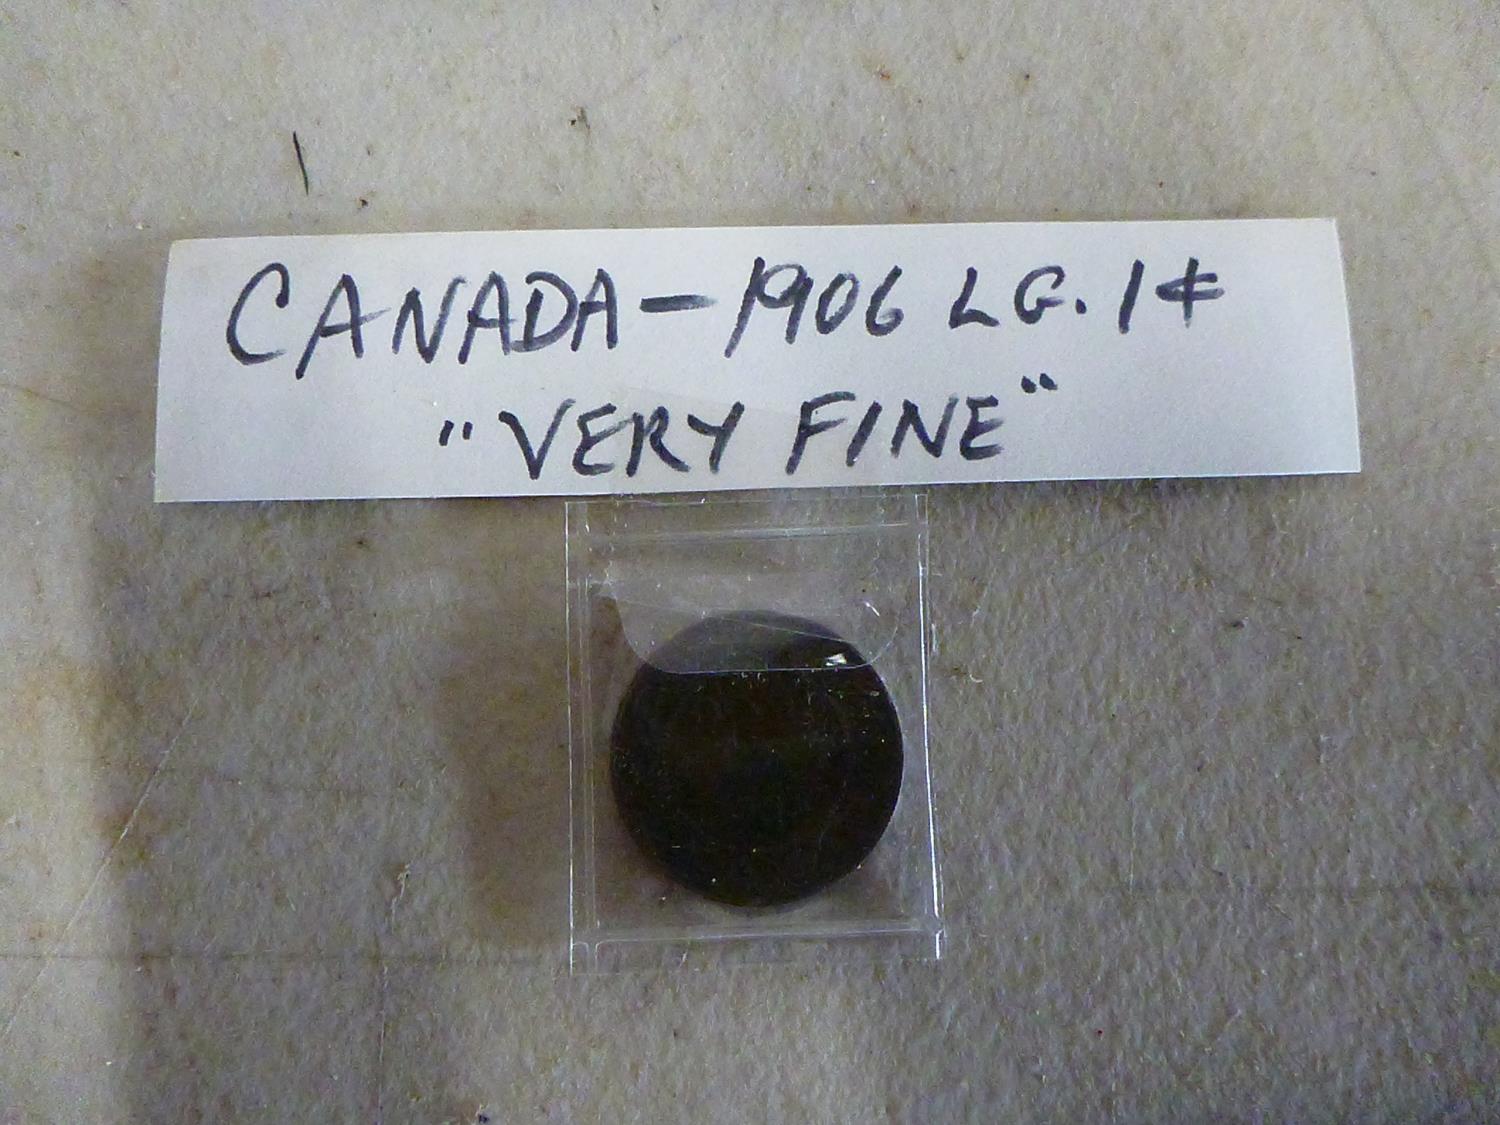 CANADA - 1906 LG. 1¢
"VERY FINE"